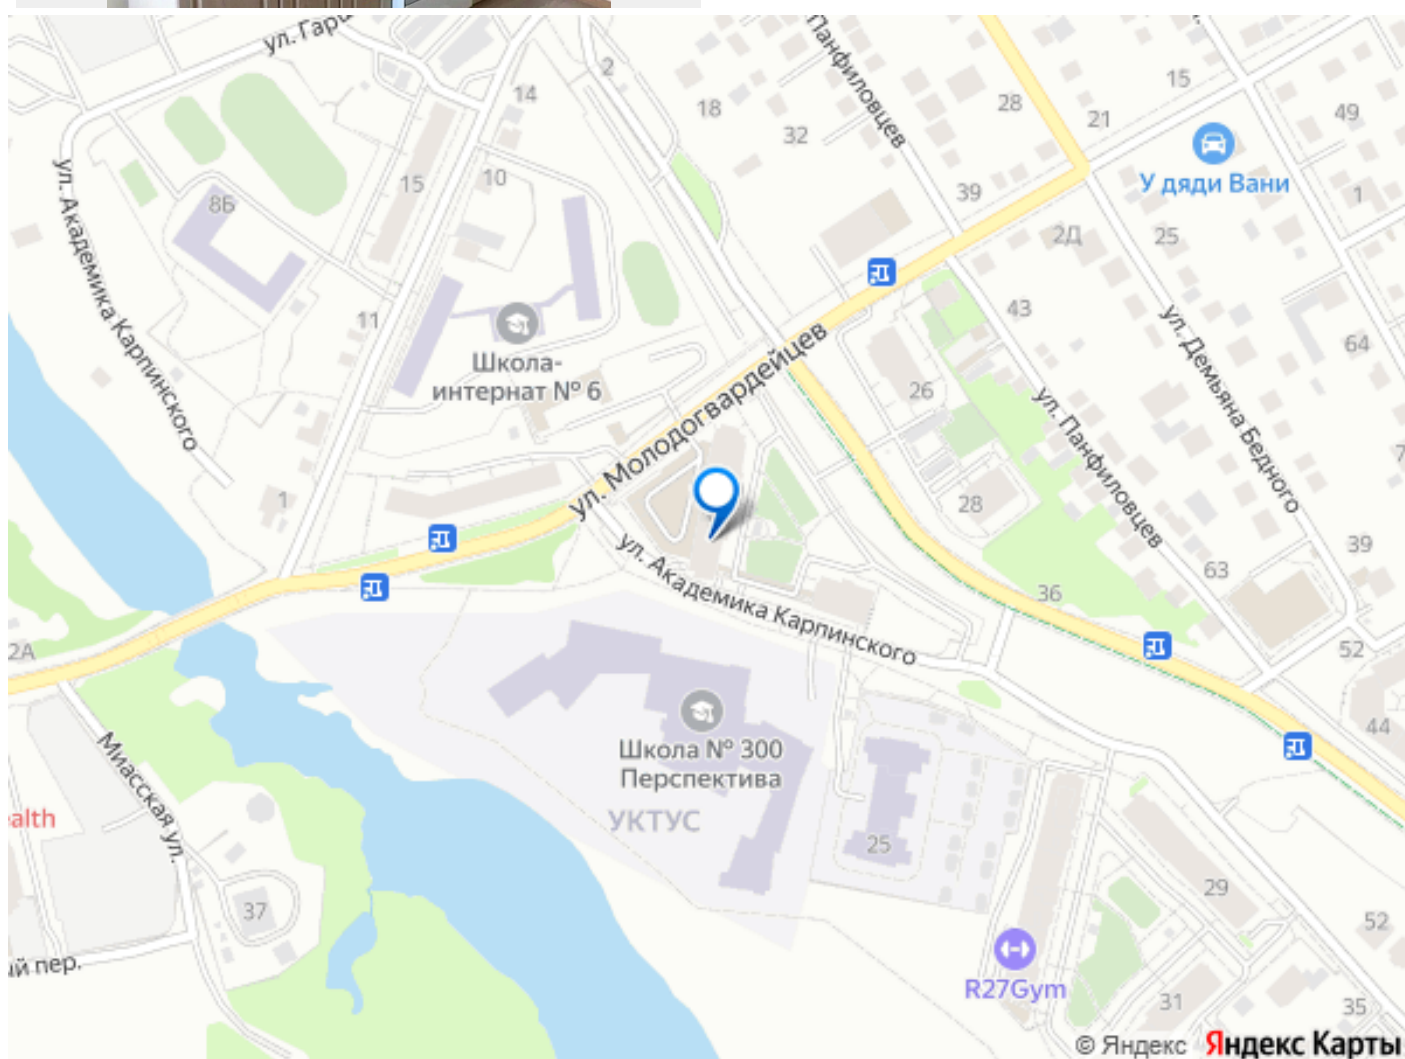 ул. Гарш
2
14
18
32
Панфиловцев
28
15
21
49
У дяди Вани
1
39
2Д
25
8Б
15
10
ул. Академика Карпинского
11
Школа-
интернат № 6
43
64
ул. Демьяна Бедного
ул. Молодогвардейцев
26
ул. Панфиловцев
7
1
28
39
ул. Академика Карпинского
63
36
52
2А
44
Школа № 300
Перспектива
УКТУС
Миасская ул.
alth
25
29
37
52
ый пер.
R27Gym
31
35
© Яндекс Яндекс Карты